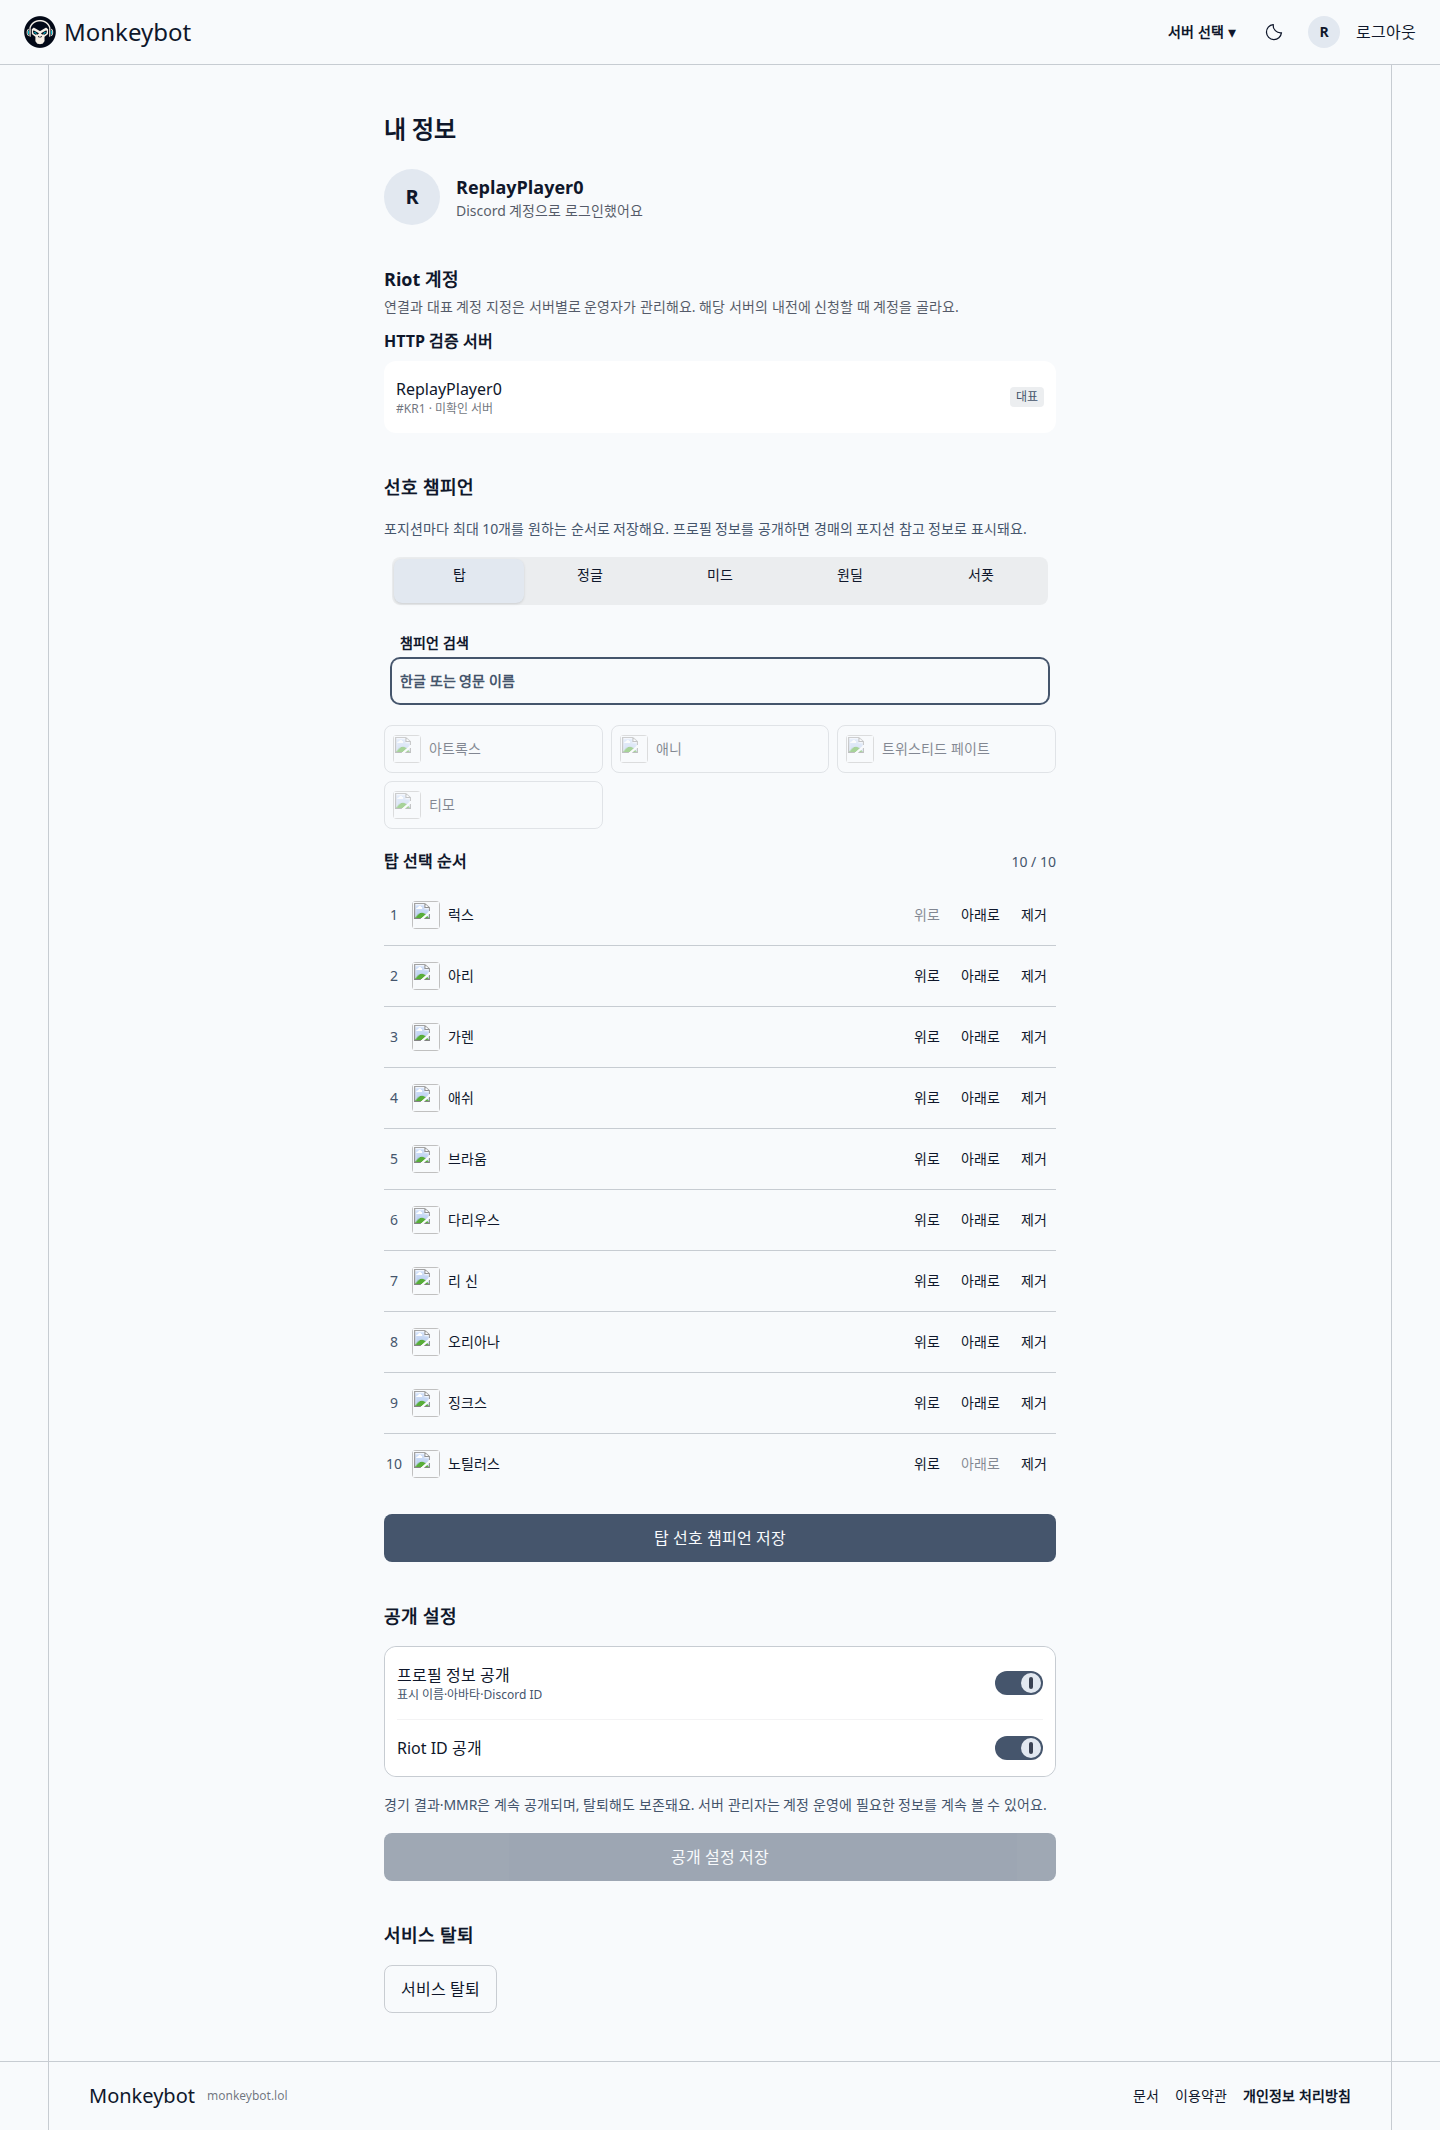 Monkeybot
서버 선택 ▾
R
로그아웃
내 정보
R
ReplayPlayer0
Discord 계정으로 로그인했어요
Riot 계정
연결과 대표 계정 지정은 서버별로 운영자가 관리해요. 해당 서버의 내전에 신청할 때 계정을 골라요.
HTTP 검증 서버
ReplayPlayer0
#KR1 · 미확인 서버
대표
선호 챔피언
포지션마다 최대 10개를 원하는 순서로 저장해요. 프로필 정보를 공개하면 경매의 포지션 참고 정보로 표시돼요.
탑 정글 미드 원딜 서폿
챔피언 검색
한글 또는 영문 이름
아트록스 애니 트위스티드 페이트
티모
탑 선택 순서 10 / 10
1 럭스 위로 아래로 제거
2 아리 위로 아래로 제거
3 가렌 위로 아래로 제거
4 애쉬 위로 아래로 제거
5 브라움 위로 아래로 제거
6 다리우스 위로 아래로 제거
7 리 신 위로 아래로 제거
8 오리아나 위로 아래로 제거
9 징크스 위로 아래로 제거
10 노틸러스 위로 아래로 제거
탑 선호 챔피언 저장
공개 설정
프로필 정보 공개
표시 이름·아바타·Discord ID
Riot ID 공개
경기 결과·MMR은 계속 공개되며, 탈퇴해도 보존돼요. 서버 관리자는 계정 운영에 필요한 정보를 계속 볼 수 있어요.
공개 설정 저장
서비스 탈퇴
서비스 탈퇴
Monkeybot monkeybot.lol
문서 이용약관 개인정보 처리방침